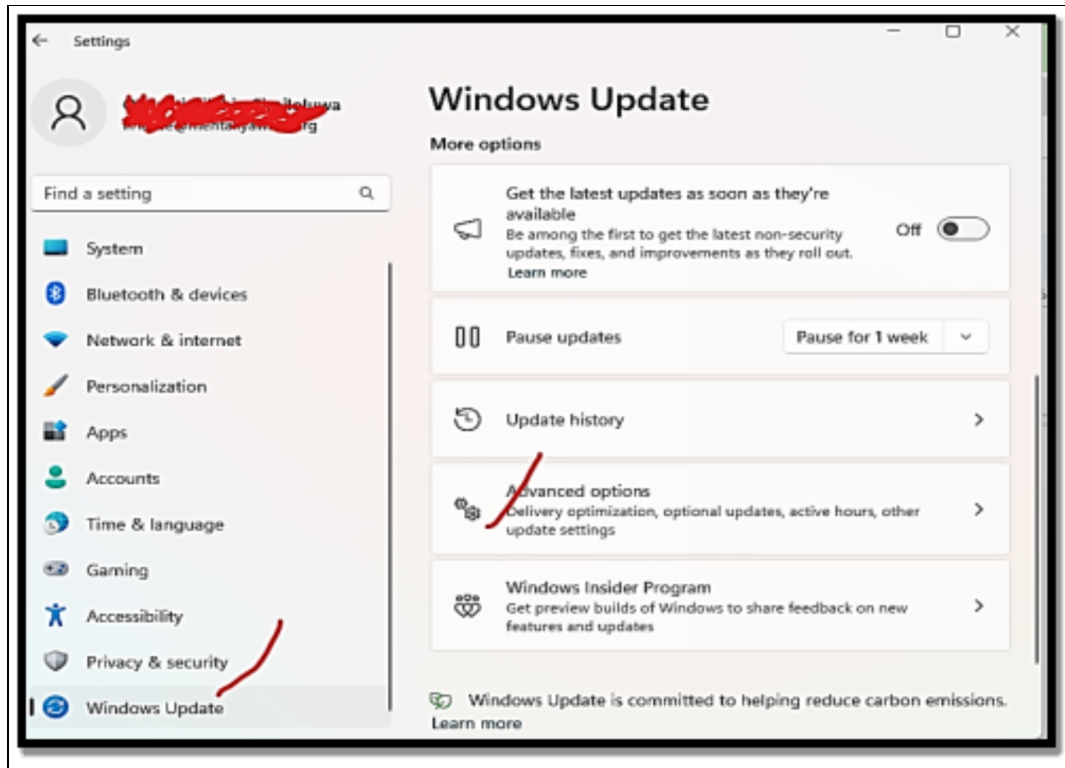 Settings
Find a setting
System
Bluetooth & devices
Network & internet
Personalization
Apps
Accounts
Time & language
Gaming
Accessibility
Privacy & security
Windows Update
Windows Update
More options
Get the latest updates as soon as they're
available
Be among the first to get the latest non-security
updates, fixes, and improvements as they roll out.
Learn more
Off
Pause updates
Pause for 1 week
Update history
Advanced options
Delivery optimization, optional updates, active hours, other
update settings
Windows Insider Program
Get preview builds of Windows to share feedback on new
features and updates
Windows Update is committed to helping reduce carbon emissions.
Learn more